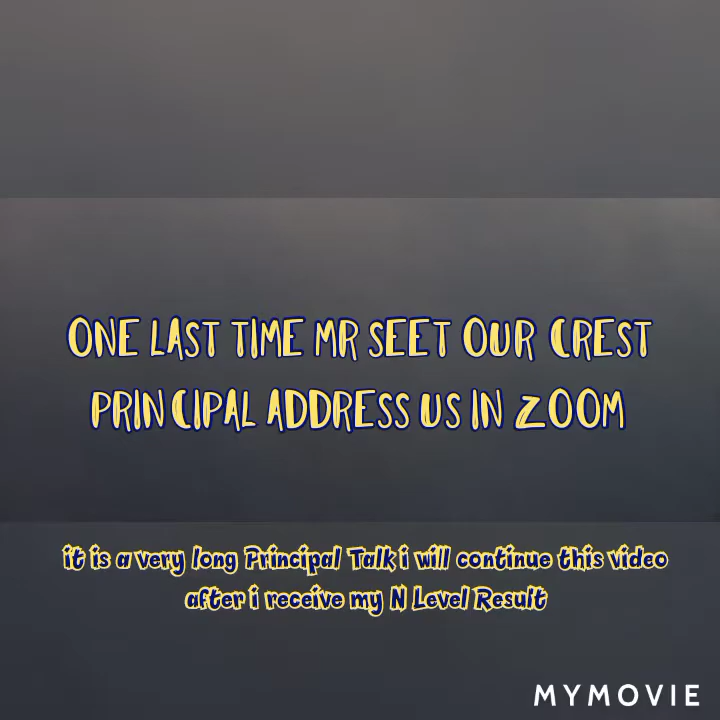 ONE LAST TIME MR SEET OUR CREST
PRINCIPAL ADDRESS US IN ZOOM
it is a very long Principal Talk i will continue this video
after i receive my N Level Result
MYMOVIE